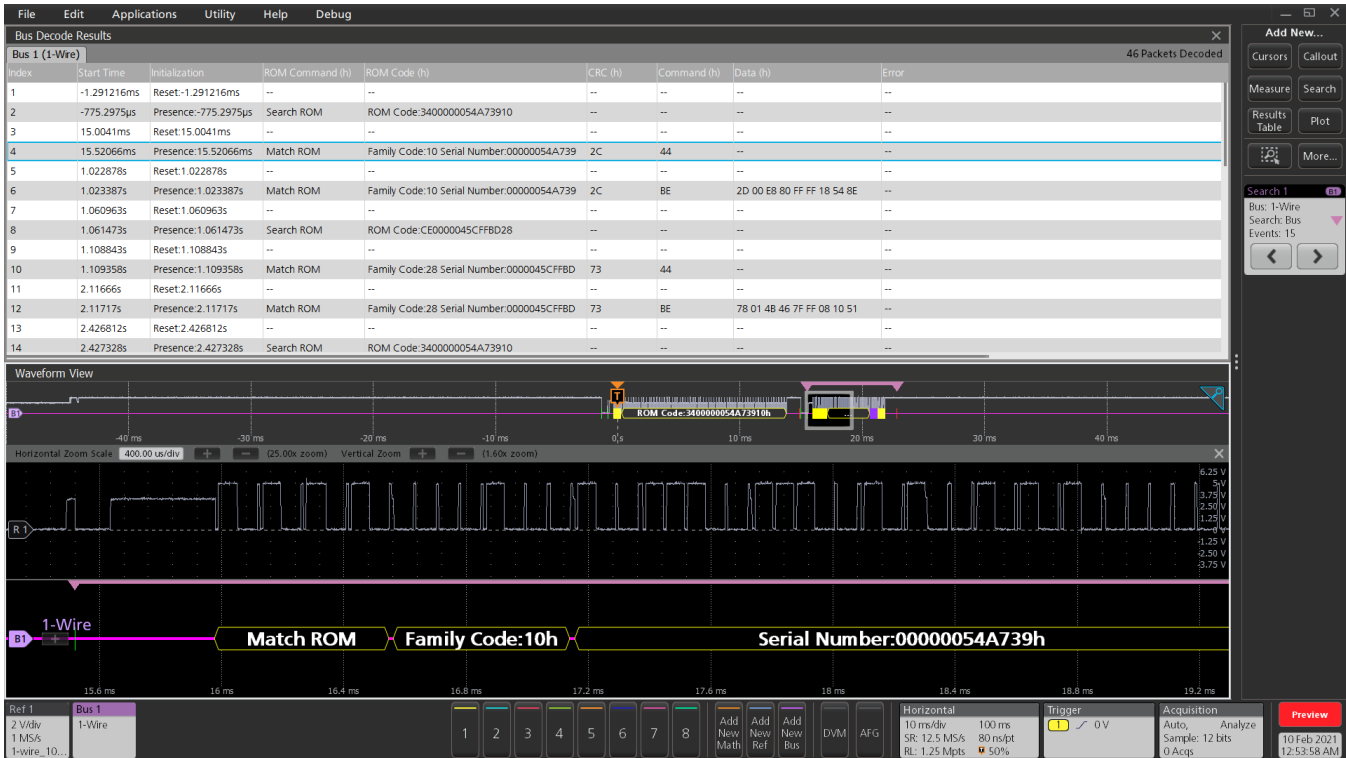 File Edit Applications Utility Help Debug
Bus Decode Results
Bus 1 (1-Wire) 46 Packets Decoded
Index Start Time Initialization ROM Command (h) ROM Code (h) CRC (h) Command (h) Data (h) Error
1 -1.291216ms Reset:-1.291216ms -- -- -- -- -- --
2 -775.2975µs Presence:-775.2975µs Search ROM ROM Code:3400000054A73910 -- -- -- --
3 15.0041ms Reset:15.0041ms -- -- -- -- -- --
4 15.52066ms Presence:15.52066ms Match ROM Family Code:10 Serial Number:00000054A739 2C 44 -- --
5 1.022878s Reset:1.022878s -- -- -- -- -- --
6 1.023387s Presence:1.023387s Match ROM Family Code:10 Serial Number:00000054A739 2C BE 2D 00 E8 80 FF FF 18 54 8E --
7 1.060963s Reset:1.060963s -- -- -- -- -- --
8 1.061473s Presence:1.061473s Search ROM ROM Code:CE0000045CFFBD28 -- -- -- --
9 1.108843s Reset:1.108843s -- -- -- -- -- --
10 1.109358s Presence:1.109358s Match ROM Family Code:28 Serial Number:0000045CFFBD 73 44 -- --
11 2.11666s Reset:2.11666s -- -- -- -- -- --
12 2.11717s Presence:2.11717s Match ROM Family Code:28 Serial Number:0000045CFFBD 73 BE 78 01 4B 46 7F FF 08 10 51 --
13 2.426812s Reset:2.426812s -- -- -- -- -- --
14 2.427328s Presence:2.427328s Search ROM ROM Code:3400000054A73910 -- -- -- --
Waveform View
T
B1 ROM Code:3400000054A73910h ...
-40 ms -30 ms -20 ms -10 ms 0 s 10 ms 20 ms 30 ms 40 ms
Horizontal Zoom Scale 400.00 us/div + − (25.00x zoom) Vertical Zoom + − (1.60x zoom)
6.25 V
5 V
3.75 V
2.50 V
1.25 V
R 1 0 V
-1.25 V
-2.50 V
-3.75 V
1-Wire
B1 + Match ROM Family Code:10h Serial Number:00000054A739h
15.6 ms 16 ms 16.4 ms 16.8 ms 17.2 ms 17.6 ms 18 ms 18.4 ms 18.8 ms 19.2 ms
Add New...
Cursors Callout
Measure Search
Results Table Plot
More...
Search 1 B1
Bus: 1-Wire
Search: Bus
Events: 15
Ref 1
2 V/div
1 MS/s
1-wire_10...
Bus 1
1-Wire
1 2 3 4 5 6 7 8
Add New Math
Add New Ref
Add New Bus
DVM AFG
Horizontal
10 ms/div 100 ms
SR: 12.5 MS/s 80 ns/pt
RL: 1.25 Mpts 50%
Trigger
1 0 V
Acquisition
Auto, Analyze
Sample: 12 bits
0 Acqs
Preview
10 Feb 2021
12:53:58 AM